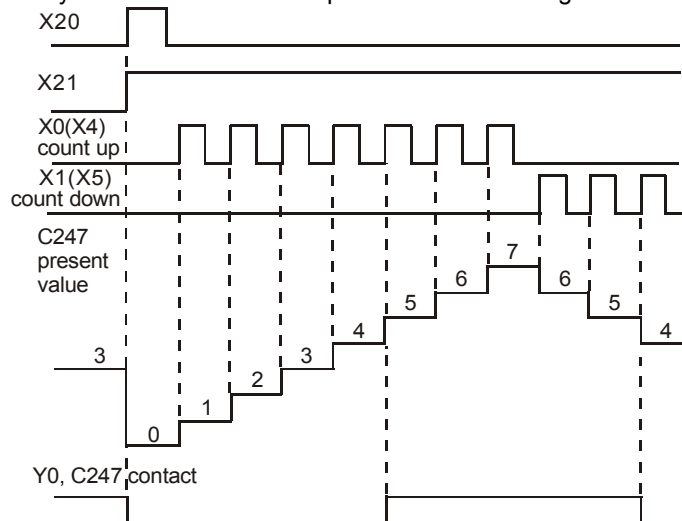 X20
X21
X0(X4)
count up
X1(X5)
count down
C247
present
value
7
6
6
5
5
4
4
3
3
2
1
0
Y0, C247 contact